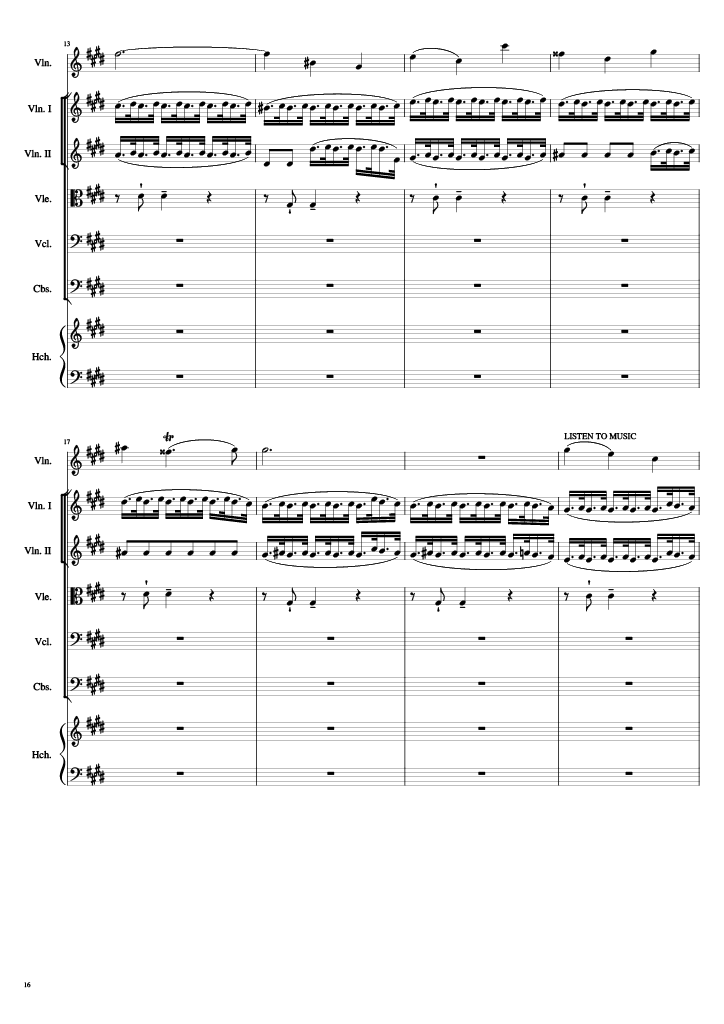 13
Vln.
Vln. I
Vln. II
Vle.
Vcl.
Cbs.
Hch.
17
LISTEN TO MUSIC
tr
Vln.
Vln. I
Vln. II
Vle.
Vcl.
Cbs.
Hch.
16